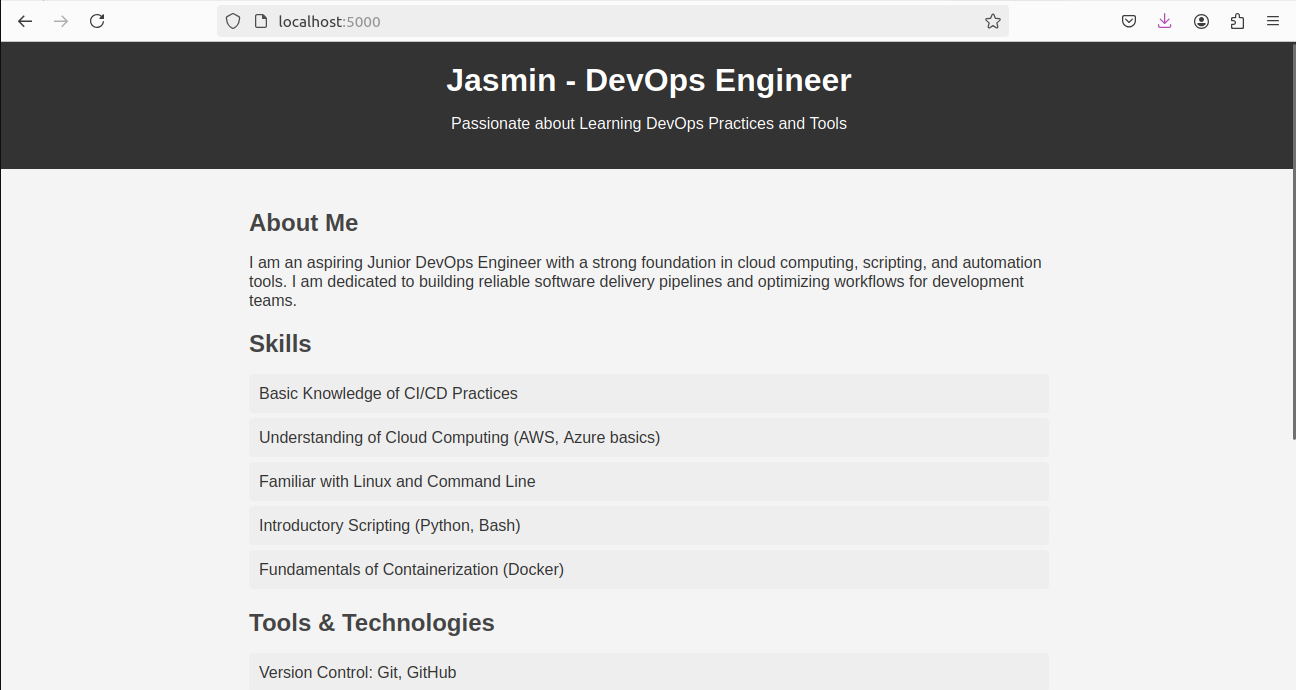 localhost:5000
Jasmin - DevOps Engineer
Passionate about Learning DevOps Practices and Tools
About Me
I am an aspiring Junior DevOps Engineer with a strong foundation in cloud computing, scripting, and automation
tools. I am dedicated to building reliable software delivery pipelines and optimizing workflows for development
teams.
Skills
Basic Knowledge of CI/CD Practices
Understanding of Cloud Computing (AWS, Azure basics)
Familiar with Linux and Command Line
Introductory Scripting (Python, Bash)
Fundamentals of Containerization (Docker)
Tools & Technologies
Version Control: Git, GitHub